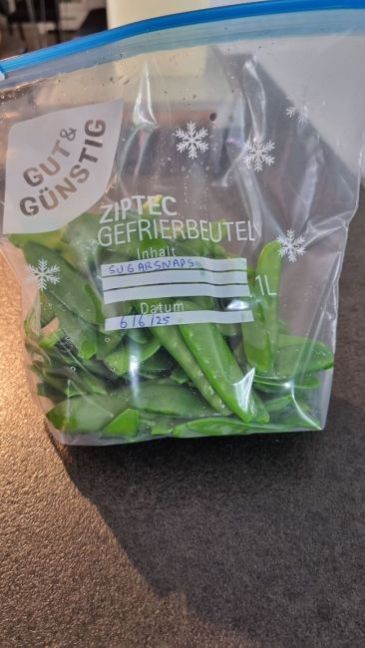 GUT&
GÜNSTIG
ZIPTEC
GEFRIERBEUTEL
Inhalt
SUGARSNAPS
1L
Datum
6/6/25